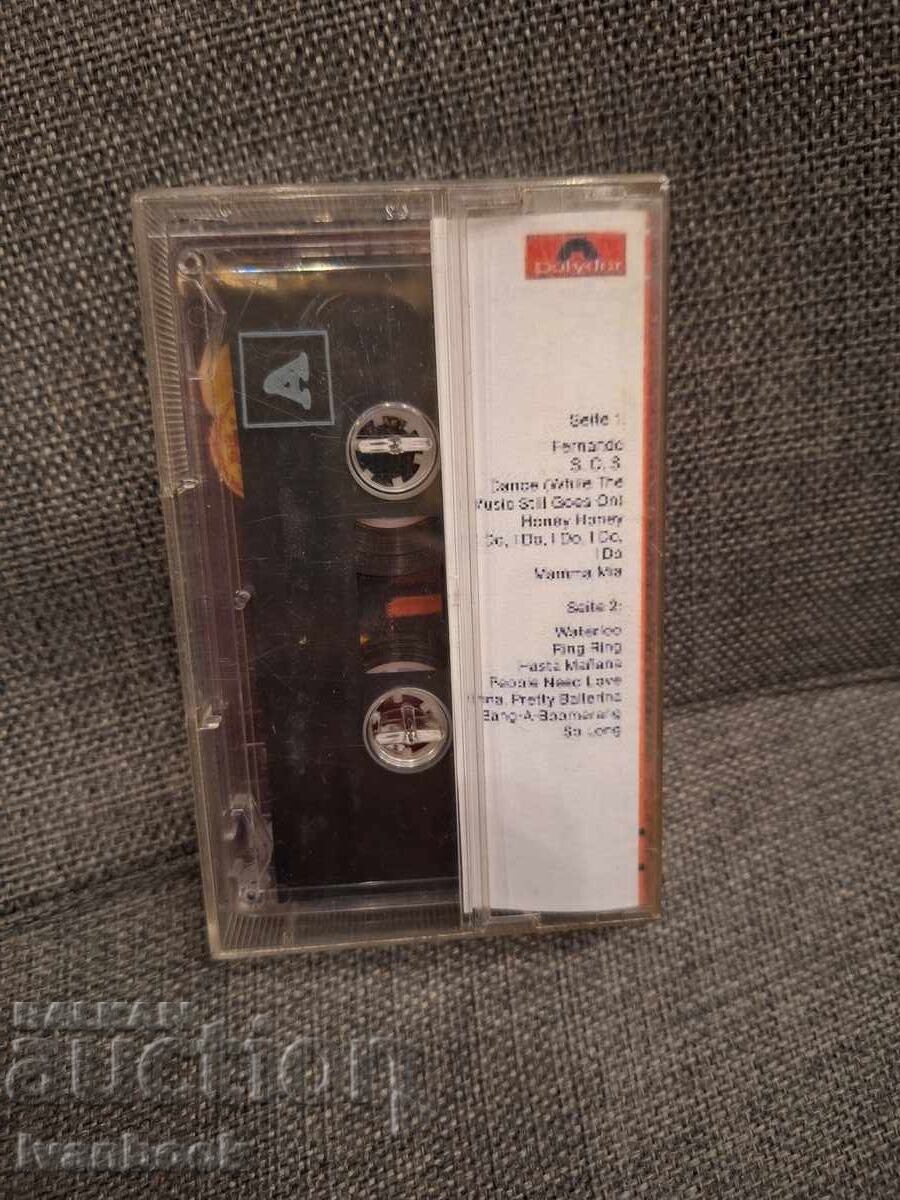 polydor
A
Seite 1:
Fernando
S. O. S.
Dance (While The
Music Still Goes On)
Honey Honey
I Do, I Do, I Do, I Do,
I Do
Mamma Mia
Seite 2:
Waterloo
Ring Ring
Hasta Mañana
People Need Love
Nina, Pretty Ballerina
Bang-A-Boomerang
So Long
BALKAN
auction
Ivanbook